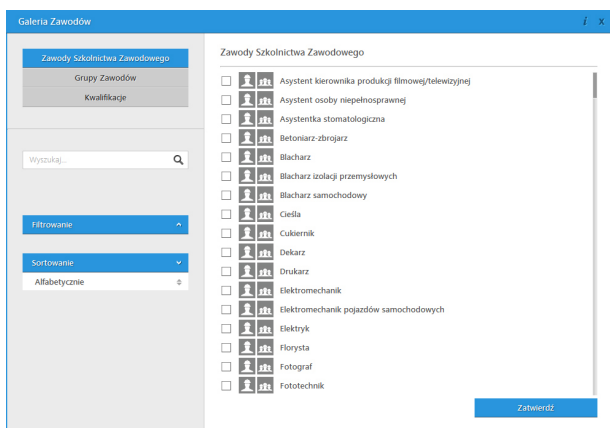 Galeria Zawodów
i x
Zawody Szkolnictwa Zawodowego
Grupy Zawodów
Kwalifikacje
Wyszukaj...
Filtrowanie
Sortowanie
Alfabetycznie
Zawody Szkolnictwa Zawodowego
Asystent kierownika produkcji filmowej/telewizyjnej
Asystent osoby niepełnosprawnej
Asystentka stomatologiczna
Betoniarz-zbrojarz
Blacharz
Blacharz izolacji przemysłowych
Blacharz samochodowy
Cieśla
Cukiernik
Dekarz
Drukarz
Elektromechanik
Elektromechanik pojazdów samochodowych
Elektryk
Florysta
Fotograf
Fototechnik
Zatwierdź